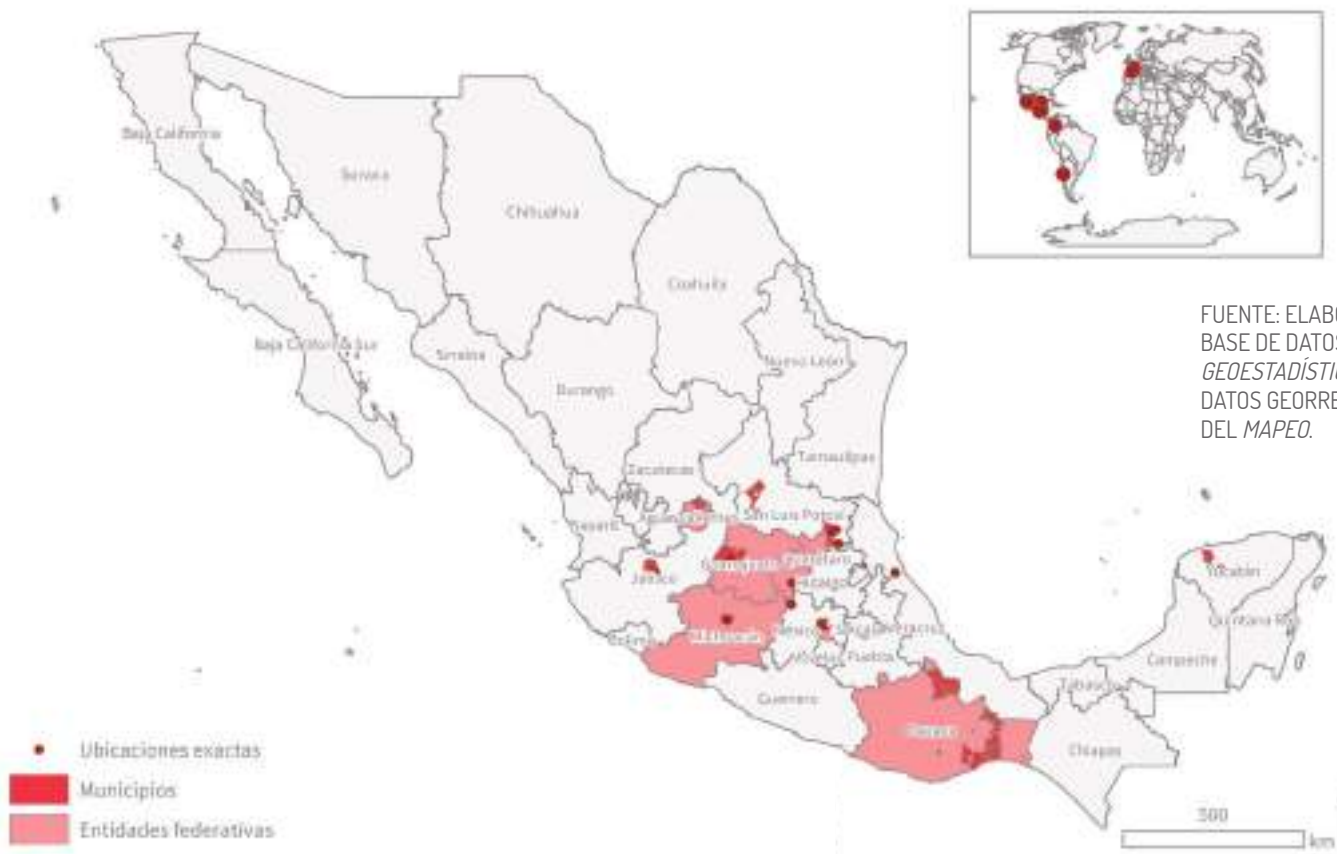 Baja California
Sonora
Chihuahua
Coahuila
Baja California Sur
Sinaloa
Nuevo León
Durango
Tamaulipas
Zacatecas
Nayarit
Aguascalientes
San Luis Potosí
Guanajuato
Querétaro
Jalisco
Hidalgo
Yucatán
Quintana Roo
Colima
Michoacán
México
Veracruz
Morelos
Puebla
Campeche
Tabasco
Guerrero
Oaxaca
Chiapas
FUENTE: ELABO
BASE DE DATOS
GEOESTADÍSTI
DATOS GEORRE
DEL MAPEO.
Ubicaciones exactas
Municipios
Entidades federativas
300
km